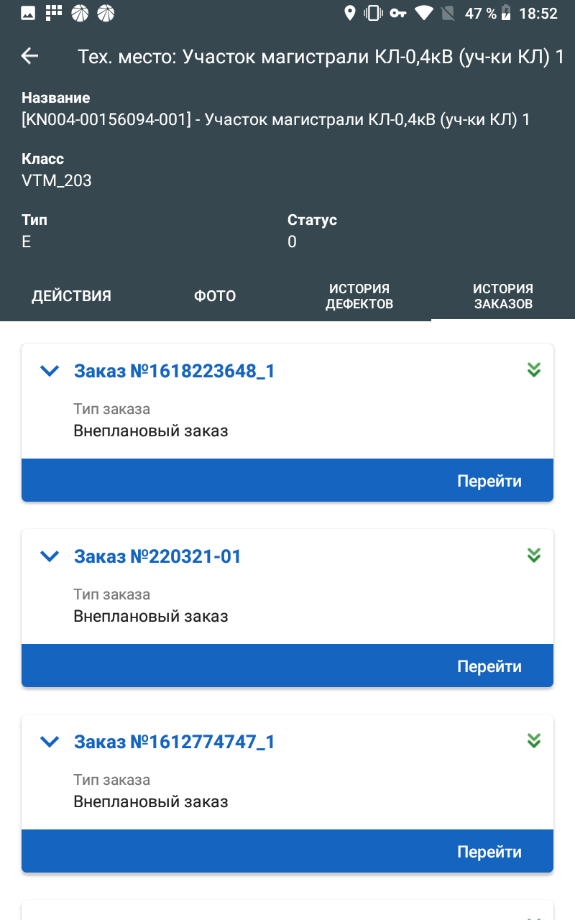 47 % 18:52
Тех. место: Участок магистрали КЛ-0,4кВ (уч-ки КЛ) 1
Название
[KN004-00156094-001] - Участок магистрали КЛ-0,4кВ (уч-ки КЛ) 1
Класс
VTM_203
Тип Статус
E 0
ДЕЙСТВИЯ ФОТО ИСТОРИЯ ДЕФЕКТОВ ИСТОРИЯ ЗАКАЗОВ
Заказ №1618223648_1
Тип заказа
Внеплановый заказ
Перейти
Заказ №220321-01
Тип заказа
Внеплановый заказ
Перейти
Заказ №1612774747_1
Тип заказа
Внеплановый заказ
Перейти